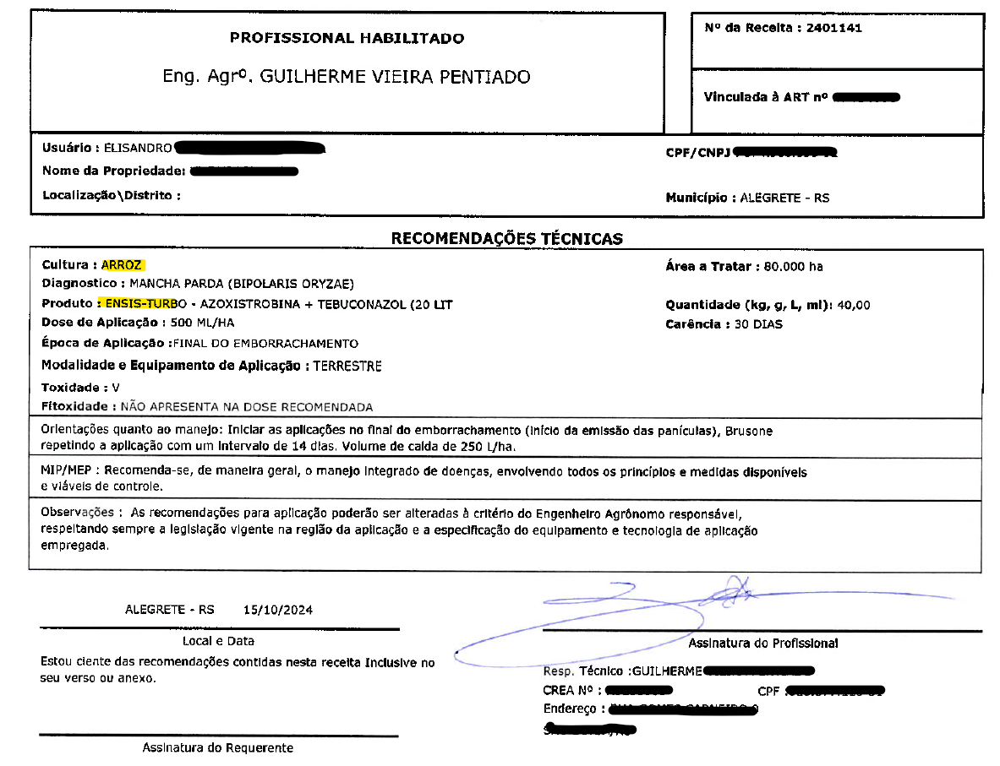 PROFISSIONAL HABILITADO
Eng. Agrº. GUILHERME VIEIRA PENTIADO
Nº da Receita : 2401141
Vinculada à ART nº
Usuário : ELISANDRO
CPF/CNPJ
Nome da Propriedade:
Localização\Distrito :
Município : ALEGRETE - RS
RECOMENDAÇÕES TÉCNICAS
Cultura : ARROZ
Área a Tratar : 80.000 ha
Diagnostico : MANCHA PARDA (BIPOLARIS ORYZAE)
Produto : ENSIS-TURBO - AZOXISTROBINA + TEBUCONAZOL (20 LIT
Quantidade (kg, g, L, ml): 40,00
Dose de Aplicação : 500 ML/HA
Carência : 30 DIAS
Época de Aplicação :FINAL DO EMBORRACHAMENTO
Modalidade e Equipamento de Aplicação : TERRESTRE
Toxidade : V
Fitoxidade : NÃO APRESENTA NA DOSE RECOMENDADA
Orientações quanto ao manejo: Iniciar as aplicações no final do emborrachamento (início da emissão das panículas), Brusone
repetindo a aplicação com um intervalo de 14 dias. Volume de calda de 250 L/ha.
MIP/MEP : Recomenda-se, de maneira geral, o manejo integrado de doenças, envolvendo todos os princípios e medidas disponíveis
e viáveis de controle.
Observações : As recomendações para aplicação poderão ser alteradas à critério do Engenheiro Agrônomo responsável,
respeitando sempre a legislação vigente na região da aplicação e a especificação do equipamento e tecnologia de aplicação
empregada.
ALEGRETE - RS 15/10/2024
Local e Data
Assinatura do Profissional
Estou ciente das recomendações contidas nesta receita Inclusive no
seu verso ou anexo.
Resp. Técnico :GUILHERME
CREA Nº :
CPF :
Endereço :
Assinatura do Requerente